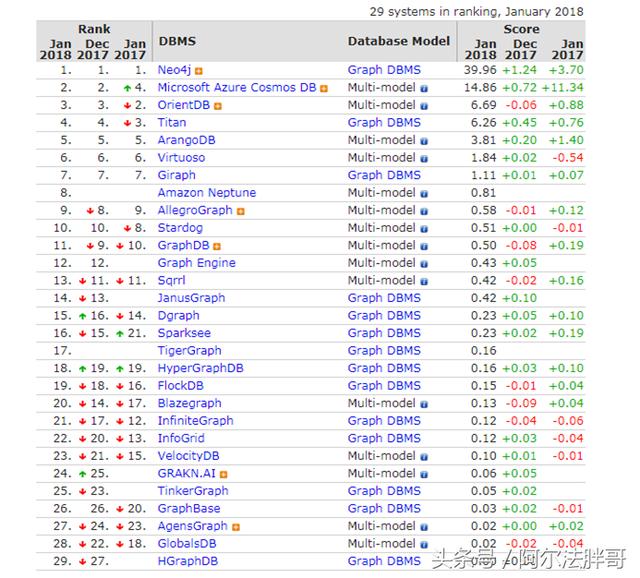 29 systems in ranking, January 2018
Rank DBMS Database Model Score
Jan 2018 Dec 2017 Jan 2017 Jan 2018 Dec 2017 Jan 2017
1. 1. 1. Neo4j Graph DBMS 39.96 +1.24 +3.70
2. 2. 4. Microsoft Azure Cosmos DB Multi-model 14.86 +0.72 +11.34
3. 3. 2. OrientDB Multi-model 6.69 -0.06 +0.88
4. 4. 3. Titan Graph DBMS 6.26 +0.45 +0.76
5. 5. 5. ArangoDB Multi-model 3.81 +0.20 +1.40
6. 6. 6. Virtuoso Multi-model 1.84 +0.02 -0.54
7. 7. 7. Giraph Graph DBMS 1.11 +0.01 +0.07
8. Amazon Neptune Multi-model 0.81
9. 8. 9. AllegroGraph Multi-model 0.58 -0.01 +0.12
10. 10. 8. Stardog Multi-model 0.51 +0.00 -0.01
11. 9. 10. GraphDB Multi-model 0.50 -0.08 +0.19
12. 12. Graph Engine Multi-model 0.43 +0.05
13. 11. 11. Sqrrl Multi-model 0.42 -0.02 +0.16
14. 13. JanusGraph Graph DBMS 0.42 +0.10
15. 16. 14. Dgraph Graph DBMS 0.23 +0.05 +0.10
16. 15. 21. Sparksee Graph DBMS 0.23 +0.02 +0.19
17. TigerGraph Graph DBMS 0.16
18. 19. 19. HyperGraphDB Graph DBMS 0.16 +0.03 +0.10
19. 18. 16. FlockDB Graph DBMS 0.15 -0.01 +0.04
20. 14. 17. Blazegraph Multi-model 0.13 -0.09 +0.04
21. 17. 12. InfiniteGraph Graph DBMS 0.12 -0.04 -0.06
22. 20. 13. InfoGrid Graph DBMS 0.12 +0.03 -0.04
23. 21. 15. VelocityDB Multi-model 0.10 +0.01 -0.01
24. 25. GRAKN.AI Multi-model 0.06 +0.05
25. 23. TinkerGraph Graph DBMS 0.05 +0.02
26. 26. 20. GraphBase Graph DBMS 0.03 +0.02 -0.01
27. 24. 23. AgensGraph Multi-model 0.02 +0.00 +0.02
28. 22. 18. GlobalsDB Multi-model 0.02 -0.02 -0.04
29. 27. HGraphDB Graph DBMS
头条号 / 阿尔法胖哥